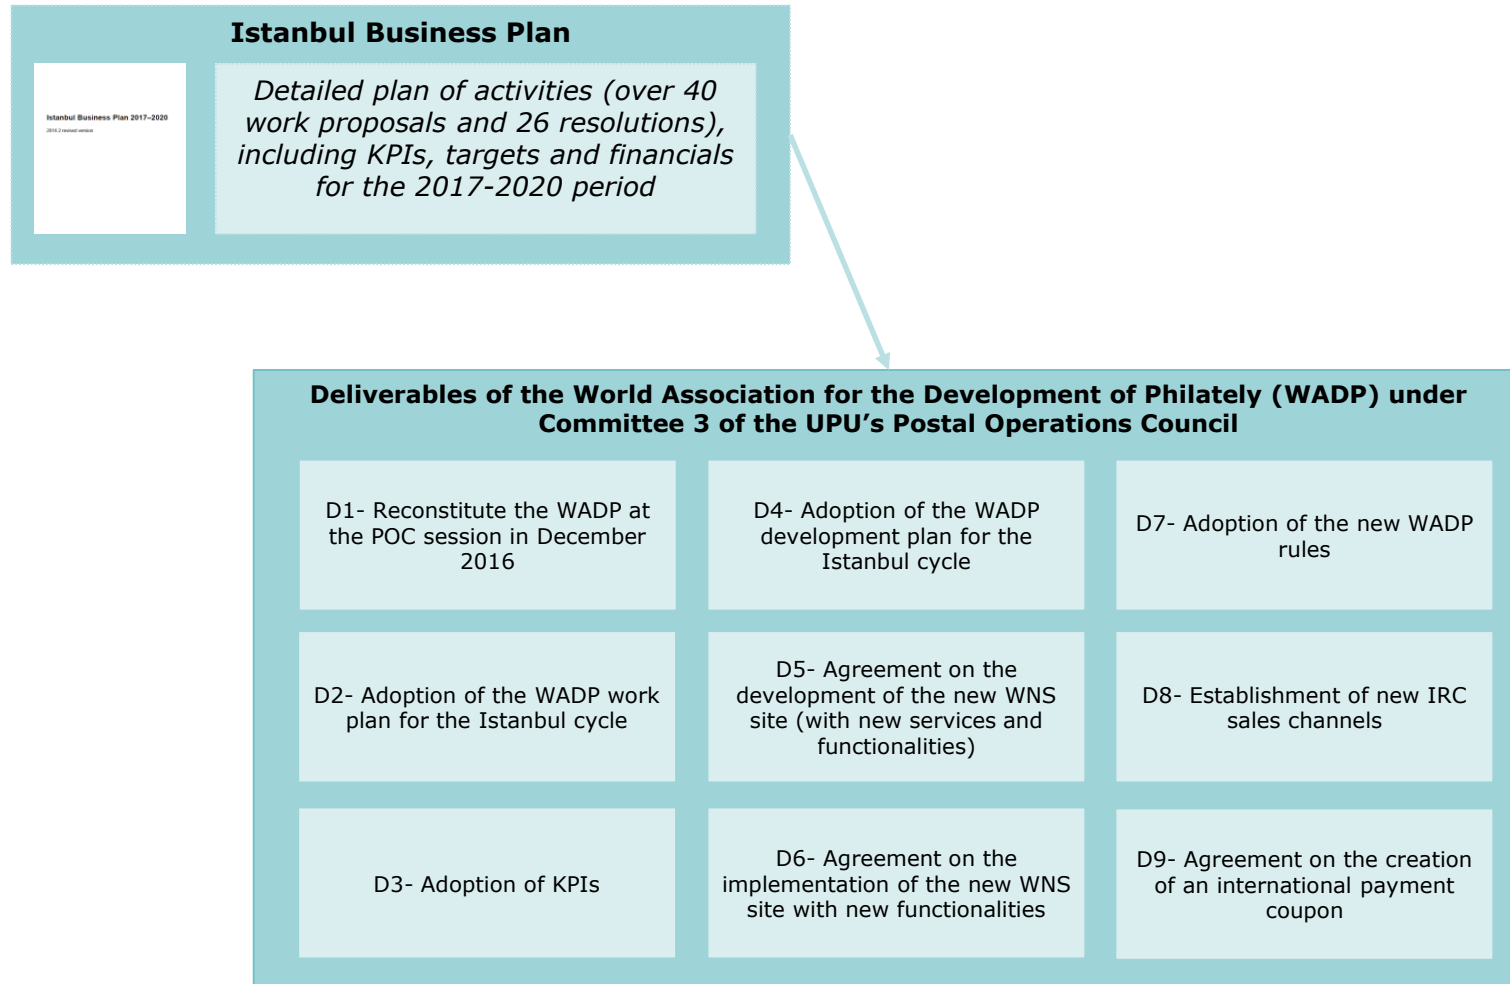 Istanbul Business Plan
Istanbul Business Plan 2017–2020
2018.2 revised version
Detailed plan of activities (over 40
work proposals and 26 resolutions),
including KPIs, targets and financials
for the 2017-2020 period
Deliverables of the World Association for the Development of Philately (WADP) under
Committee 3 of the UPU’s Postal Operations Council
D1- Reconstitute the WADP at
the POC session in December
2016
D2- Adoption of the WADP work
plan for the Istanbul cycle
D3- Adoption of KPIs
D4- Adoption of the WADP
development plan for the
Istanbul cycle
D5- Agreement on the
development of the new WNS
site (with new services and
functionalities)
D6- Agreement on the
implementation of the new WNS
site with new functionalities
D7- Adoption of the new WADP
rules
D8- Establishment of new IRC
sales channels
D9- Agreement on the creation
of an international payment
coupon